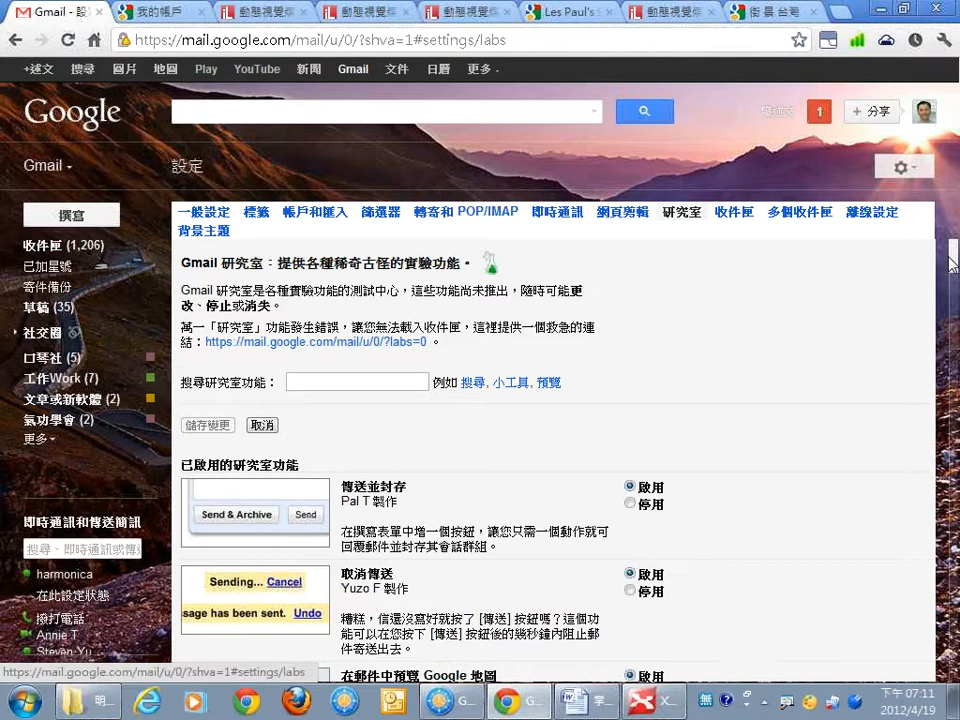 Gmail - 設
我的帳戶
動態視覺
動態視覺
動態視覺
Les Paul's
動態視覺
街景 台灣
https://mail.google.com/mail/u/0/?shva=1#settings/labs
+述文 搜尋 圖片 地圖 Play YouTube 新聞 Gmail 文件 日曆 更多
Google
1
+ 分享
Gmail
設定
撰寫
收件匣 (1,206)
已加星號
寄件備份
草稿 (35)
社交圈
口琴社 (5)
工作Work (7)
文章或新軟體 (2)
氣功學會 (2)
更多
即時通訊和傳送簡訊
搜尋、即時通訊或傳送
harmonica
在此設定狀態
撥打電話
Annie T
Steven Yu
一般設定 標籤 帳戶和匯入 篩選器 轉寄和 POP/IMAP 即時通訊 網頁剪輯 研究室 收件匣 多個收件匣 離線設定
背景主題
Gmail 研究室：提供各種稀奇古怪的實驗功能。
Gmail 研究室是各種實驗功能的測試中心，這些功能尚未推出，隨時可能更
改、停止或消失。
萬一「研究室」功能發生錯誤，讓您無法載入收件匣，這裡提供一個救急的連
結：https://mail.google.com/mail/u/0/?labs=0 。
搜尋研究室功能： 例如 搜尋, 小工具, 預覽
儲存變更 取消
已啟用的研究室功能
Send & Archive Send
傳送並封存
Pal T 製作
在撰寫表單中增一個按鈕，讓您只需一個動作就可
回覆郵件並封存其會話群組。
啟用
停用
Sending... Cancel
sage has been sent. Undo
取消傳送
Yuzo F 製作
糟糕，信還沒寫好就按了 [傳送] 按鈕嗎？這個功
能可以在您按下 [傳送] 按鈕後的幾秒鐘內阻止郵
件寄送出去。
啟用
停用
在郵件中預覽 Google 地圖
啟用
https://mail.google.com/mail/u/0/?shva=1#settings/labs
明...
G...
G...
掌...
X...
下午 07:11
2012/4/19